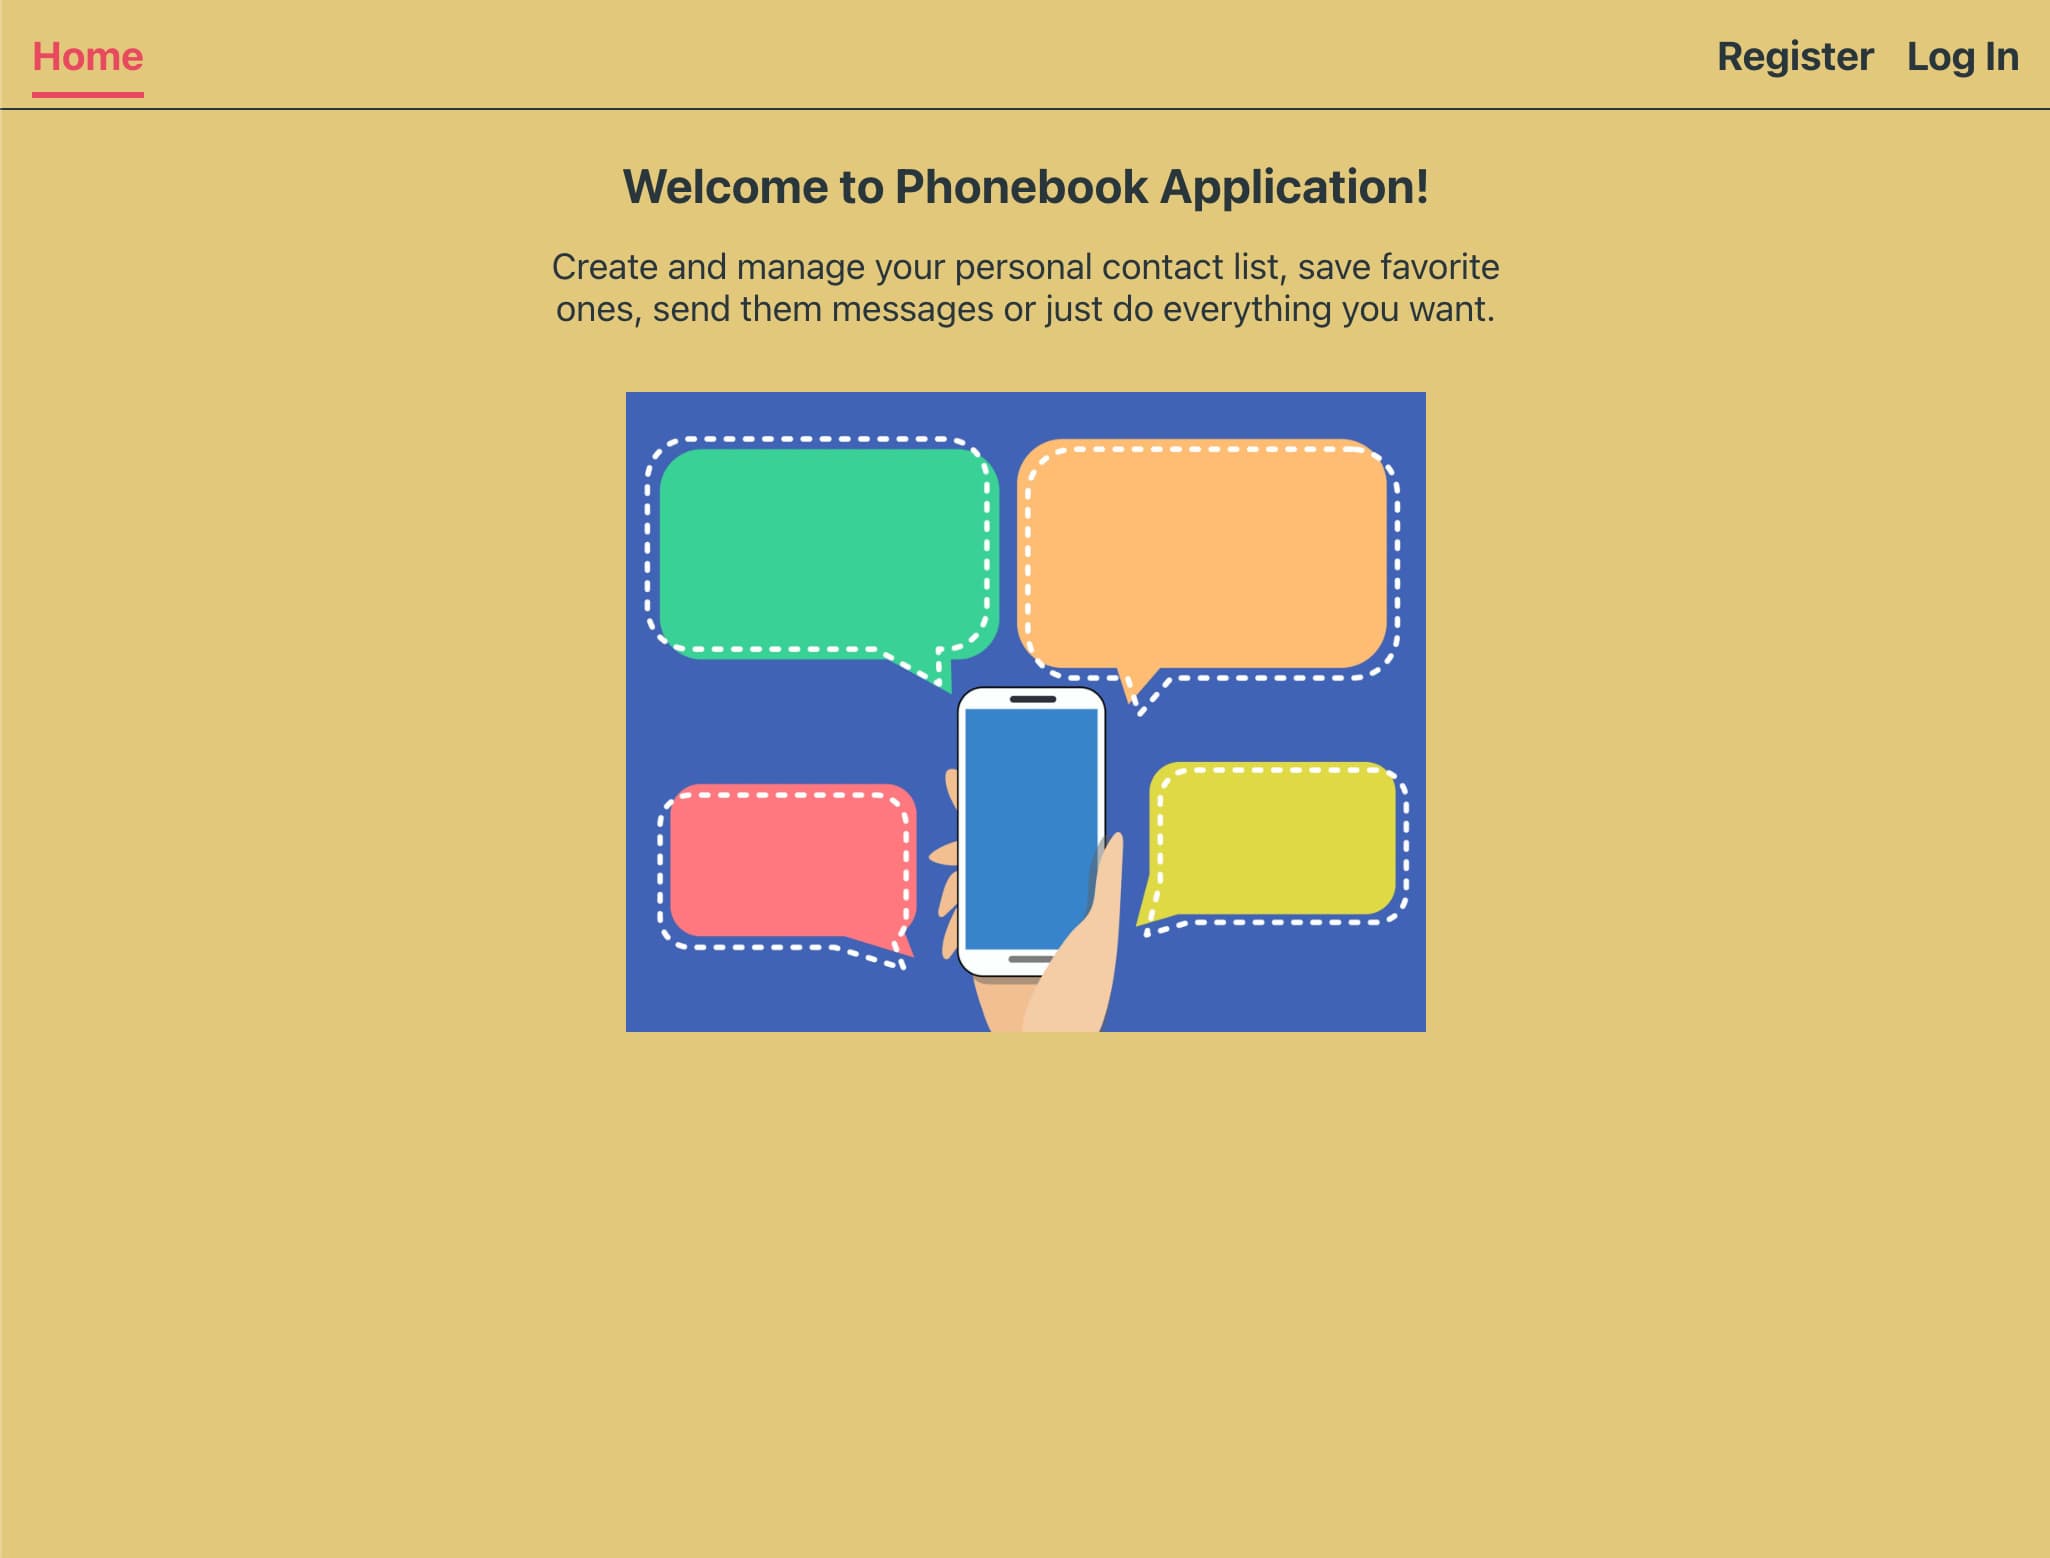 Home
Register
Log In
Welcome to Phonebook Application!
Create and manage your personal contact list, save favorite
ones, send them messages or just do everything you want.